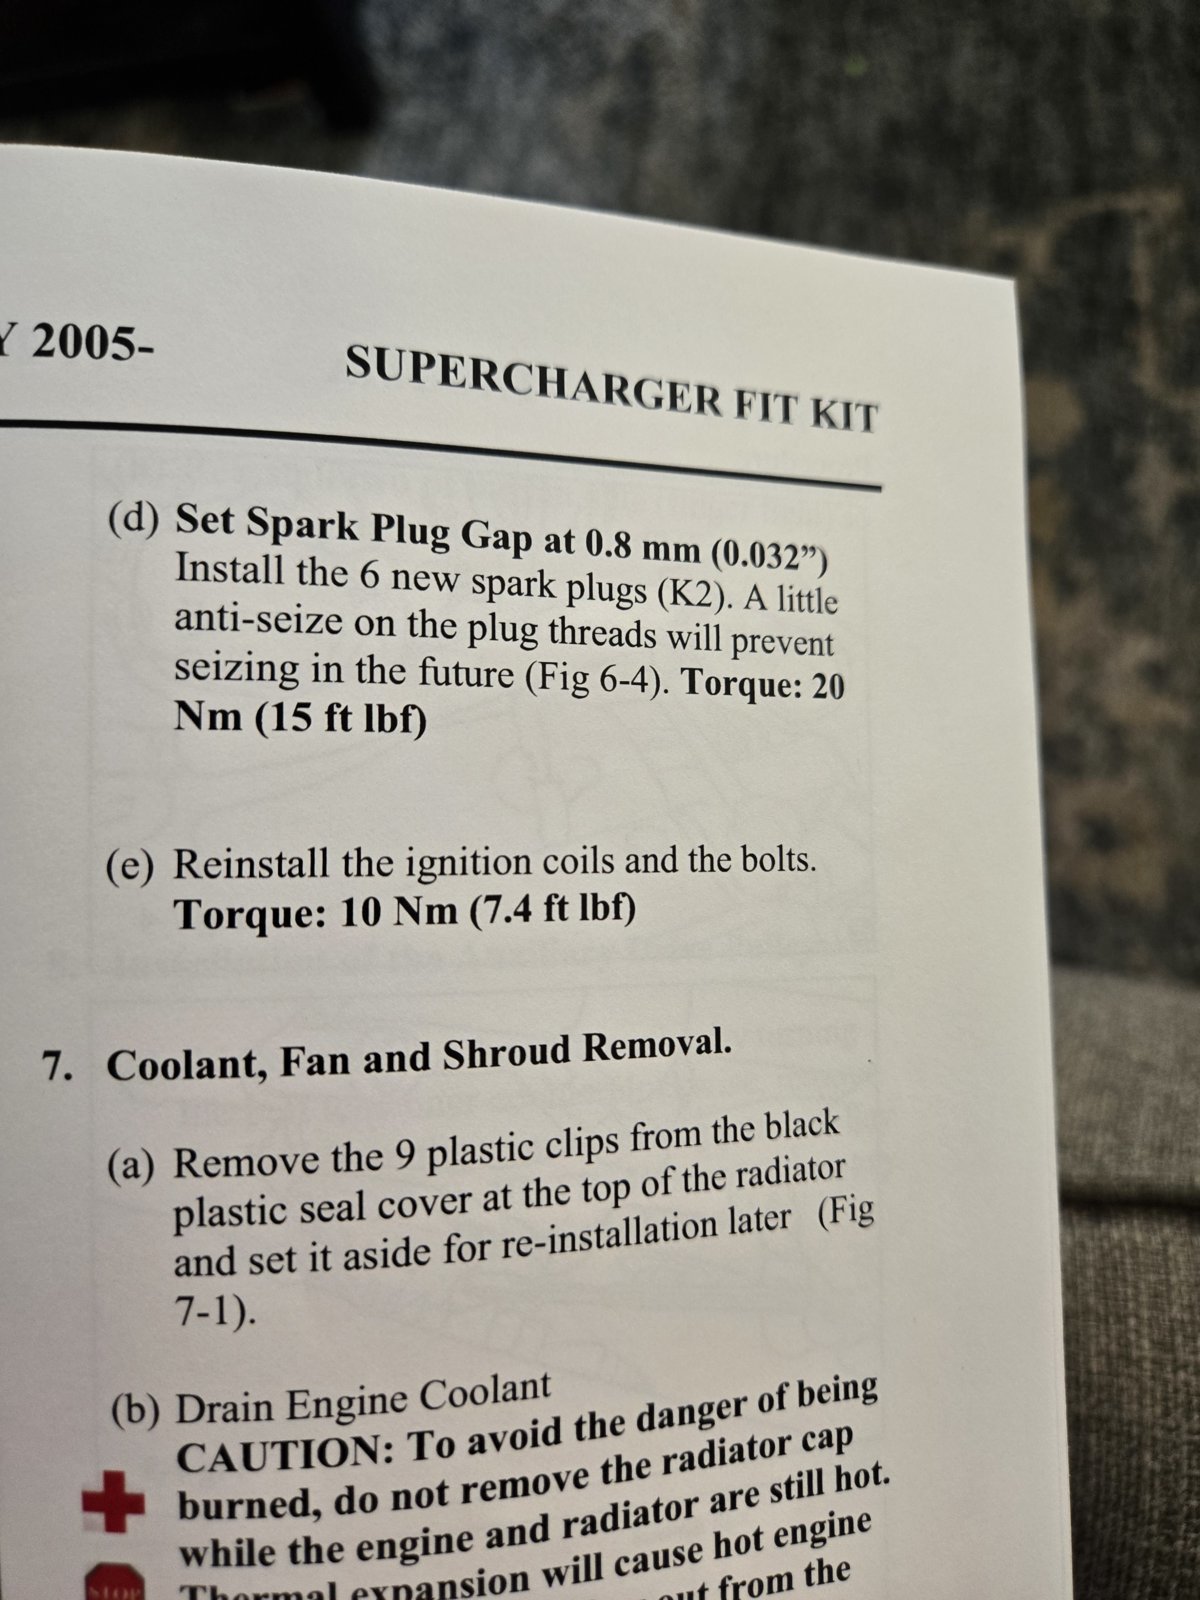 Y 2005-
SUPERCHARGER FIT KIT
(d) Set Spark Plug Gap at 0.8 mm (0.032”)
Install the 6 new spark plugs (K2). A little
anti-seize on the plug threads will prevent
seizing in the future (Fig 6-4). Torque: 20
Nm (15 ft lbf)
(e) Reinstall the ignition coils and the bolts.
Torque: 10 Nm (7.4 ft lbf)
7. Coolant, Fan and Shroud Removal.
(a) Remove the 9 plastic clips from the black
plastic seal cover at the top of the radiator
and set it aside for re-installation later (Fig
7-1).
(b) Drain Engine Coolant
CAUTION: To avoid the danger of being
burned, do not remove the radiator cap
while the engine and radiator are still hot.
STOP
Thermal expansion will cause hot engine
out from the